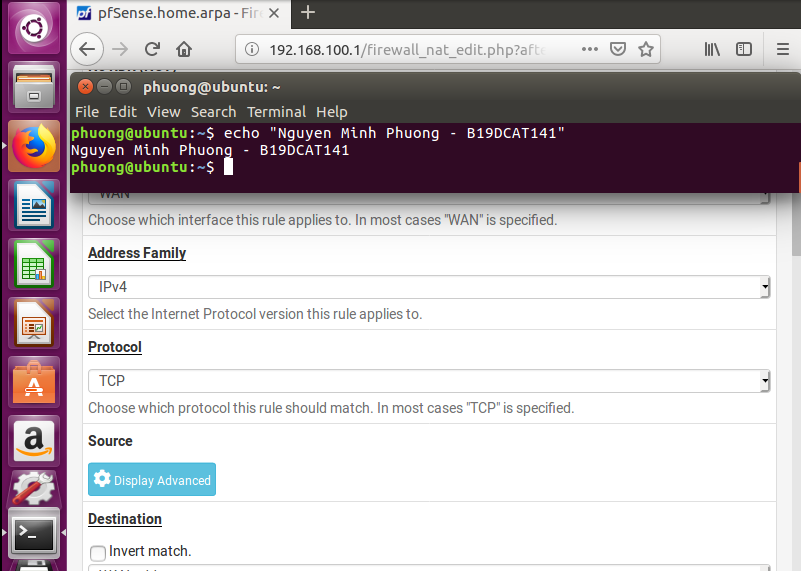 pfSense.home.arpa - Fire
192.168.100.1/firewall_nat_edit.php?afte
phuong@ubuntu: ~
File Edit View Search Terminal Help
phuong@ubuntu:~$ echo "Nguyen Minh Phuong - B19DCAT141"
Nguyen Minh Phuong - B19DCAT141
phuong@ubuntu:~$
WAN
Choose which interface this rule applies to. In most cases "WAN" is specified.
Address Family
IPv4
Select the Internet Protocol version this rule applies to.
Protocol
TCP
Choose which protocol this rule should match. In most cases "TCP" is specified.
Source
Display Advanced
Destination
Invert match.